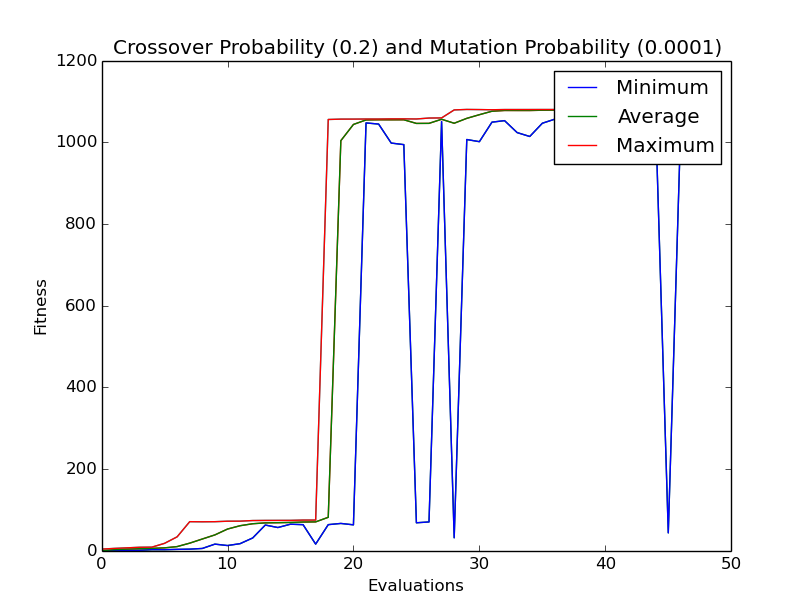 Crossover Probability (0.2) and Mutation Probability (0.0001)
1200
1000
800
600
400
200
0
Fitness
Minimum
Average
Maximum
0
10
20
30
40
50
Evaluations